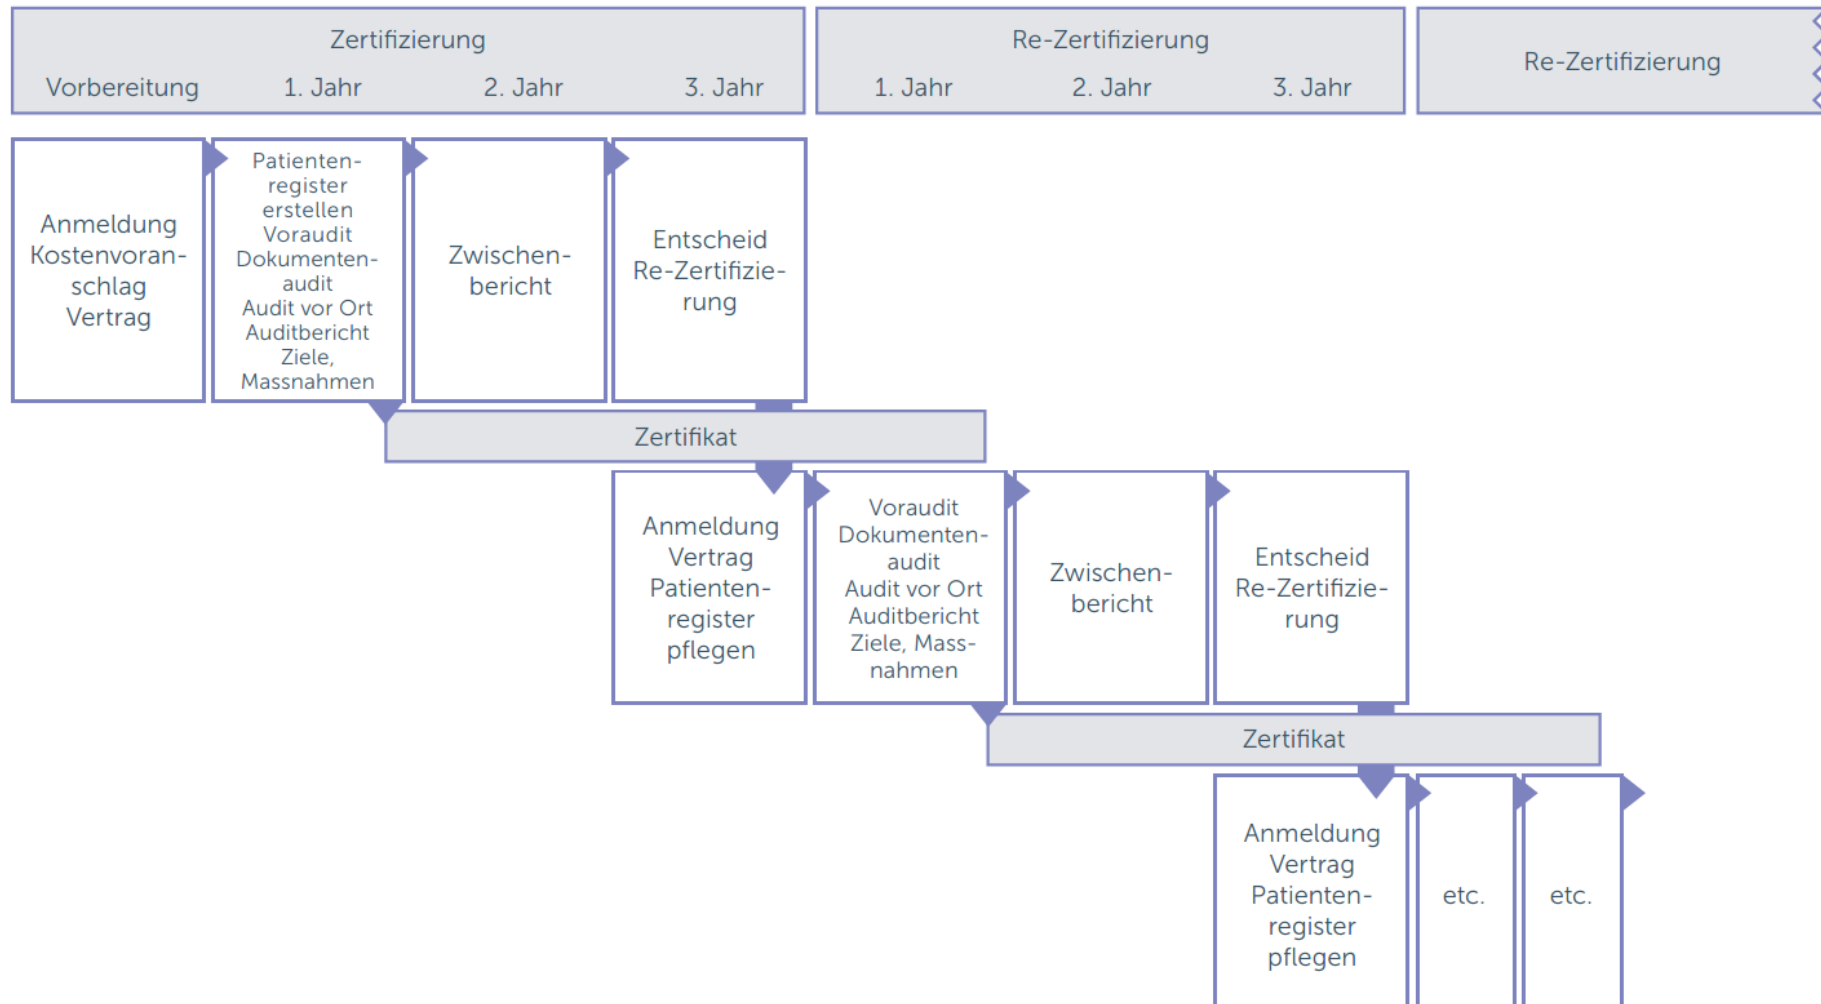 Zertifizierung
Vorbereitung 1. Jahr 2. Jahr 3. Jahr
Re-Zertifizierung
1. Jahr 2. Jahr 3. Jahr
Re-Zertifizierung
Anmeldung
Kostenvoran-
schlag
Vertrag
Patienten-
register
erstellen
Voraudit
Dokumenten-
audit
Audit vor Ort
Auditbericht
Ziele,
Massnahmen
Zwischen-
bericht
Entscheid
Re-Zertifizie-
rung
Zertifikat
Anmeldung
Vertrag
Patienten-
register
pflegen
Voraudit
Dokumenten-
audit
Audit vor Ort
Auditbericht
Ziele, Mass-
nahmen
Zwischen-
bericht
Entscheid
Re-Zertifizie-
rung
Zertifikat
Anmeldung
Vertrag
Patienten-
register
pflegen
etc.
etc.